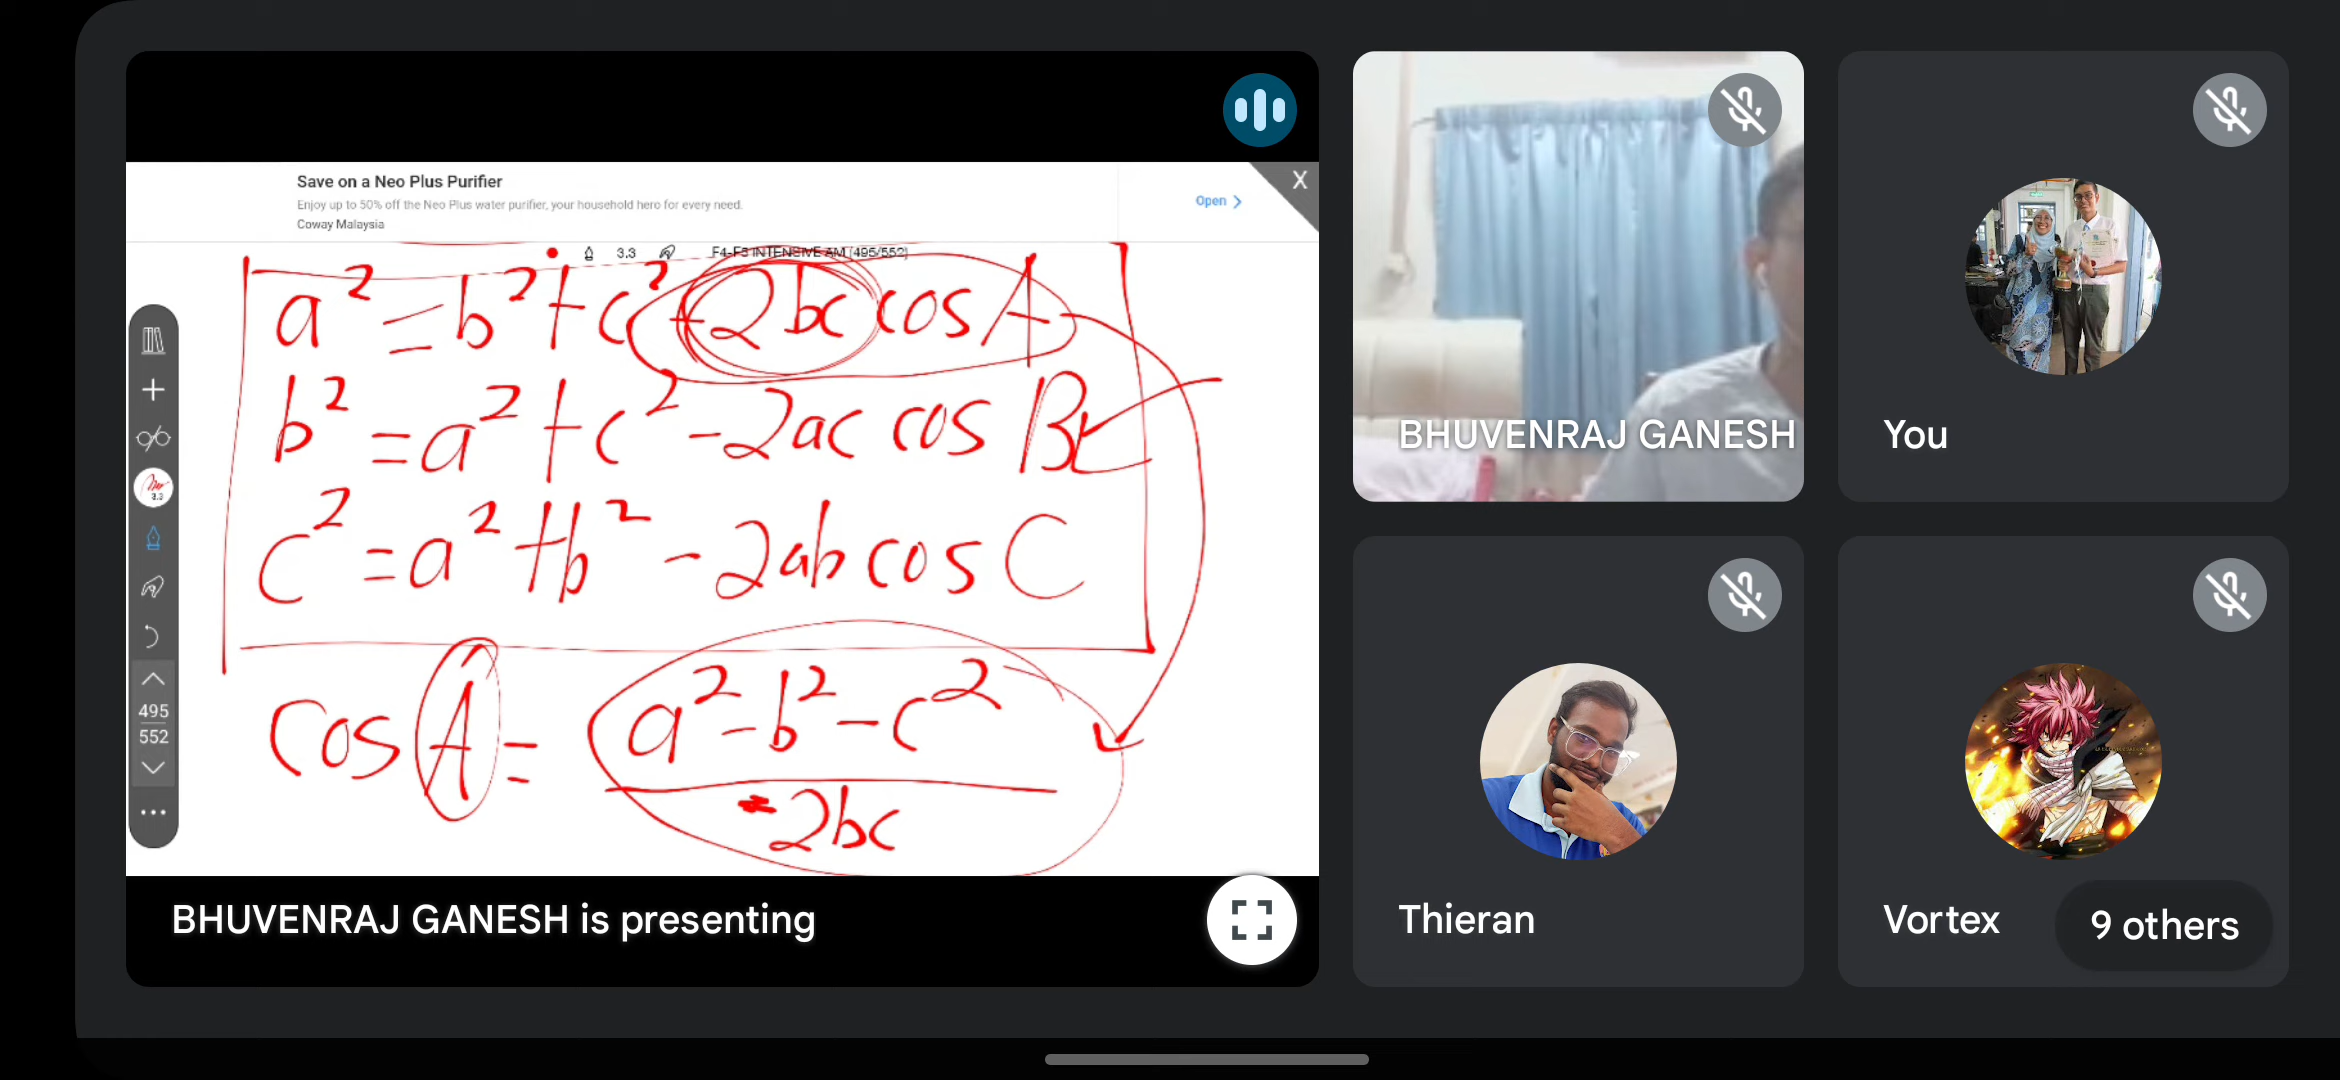 Save on a Neo Plus Purifier
Enjoy up to 50% off the Neo Plus water purifier, your household hero for every need.
Coway Malaysia
Open
X
3.3
F4-F5 INTENSIVE AM (495/552)
a² = b² + c² - 2bc cos A
b² = a² + c² - 2ac cos B
c² = a² + b² - 2ab cos C
cos Â = a² - b² - c²
-2bc
3.3
495
552
BHUVENRAJ GANESH is presenting
BHUVENRAJ GANESH
You
Thieran
Vortex
9 others